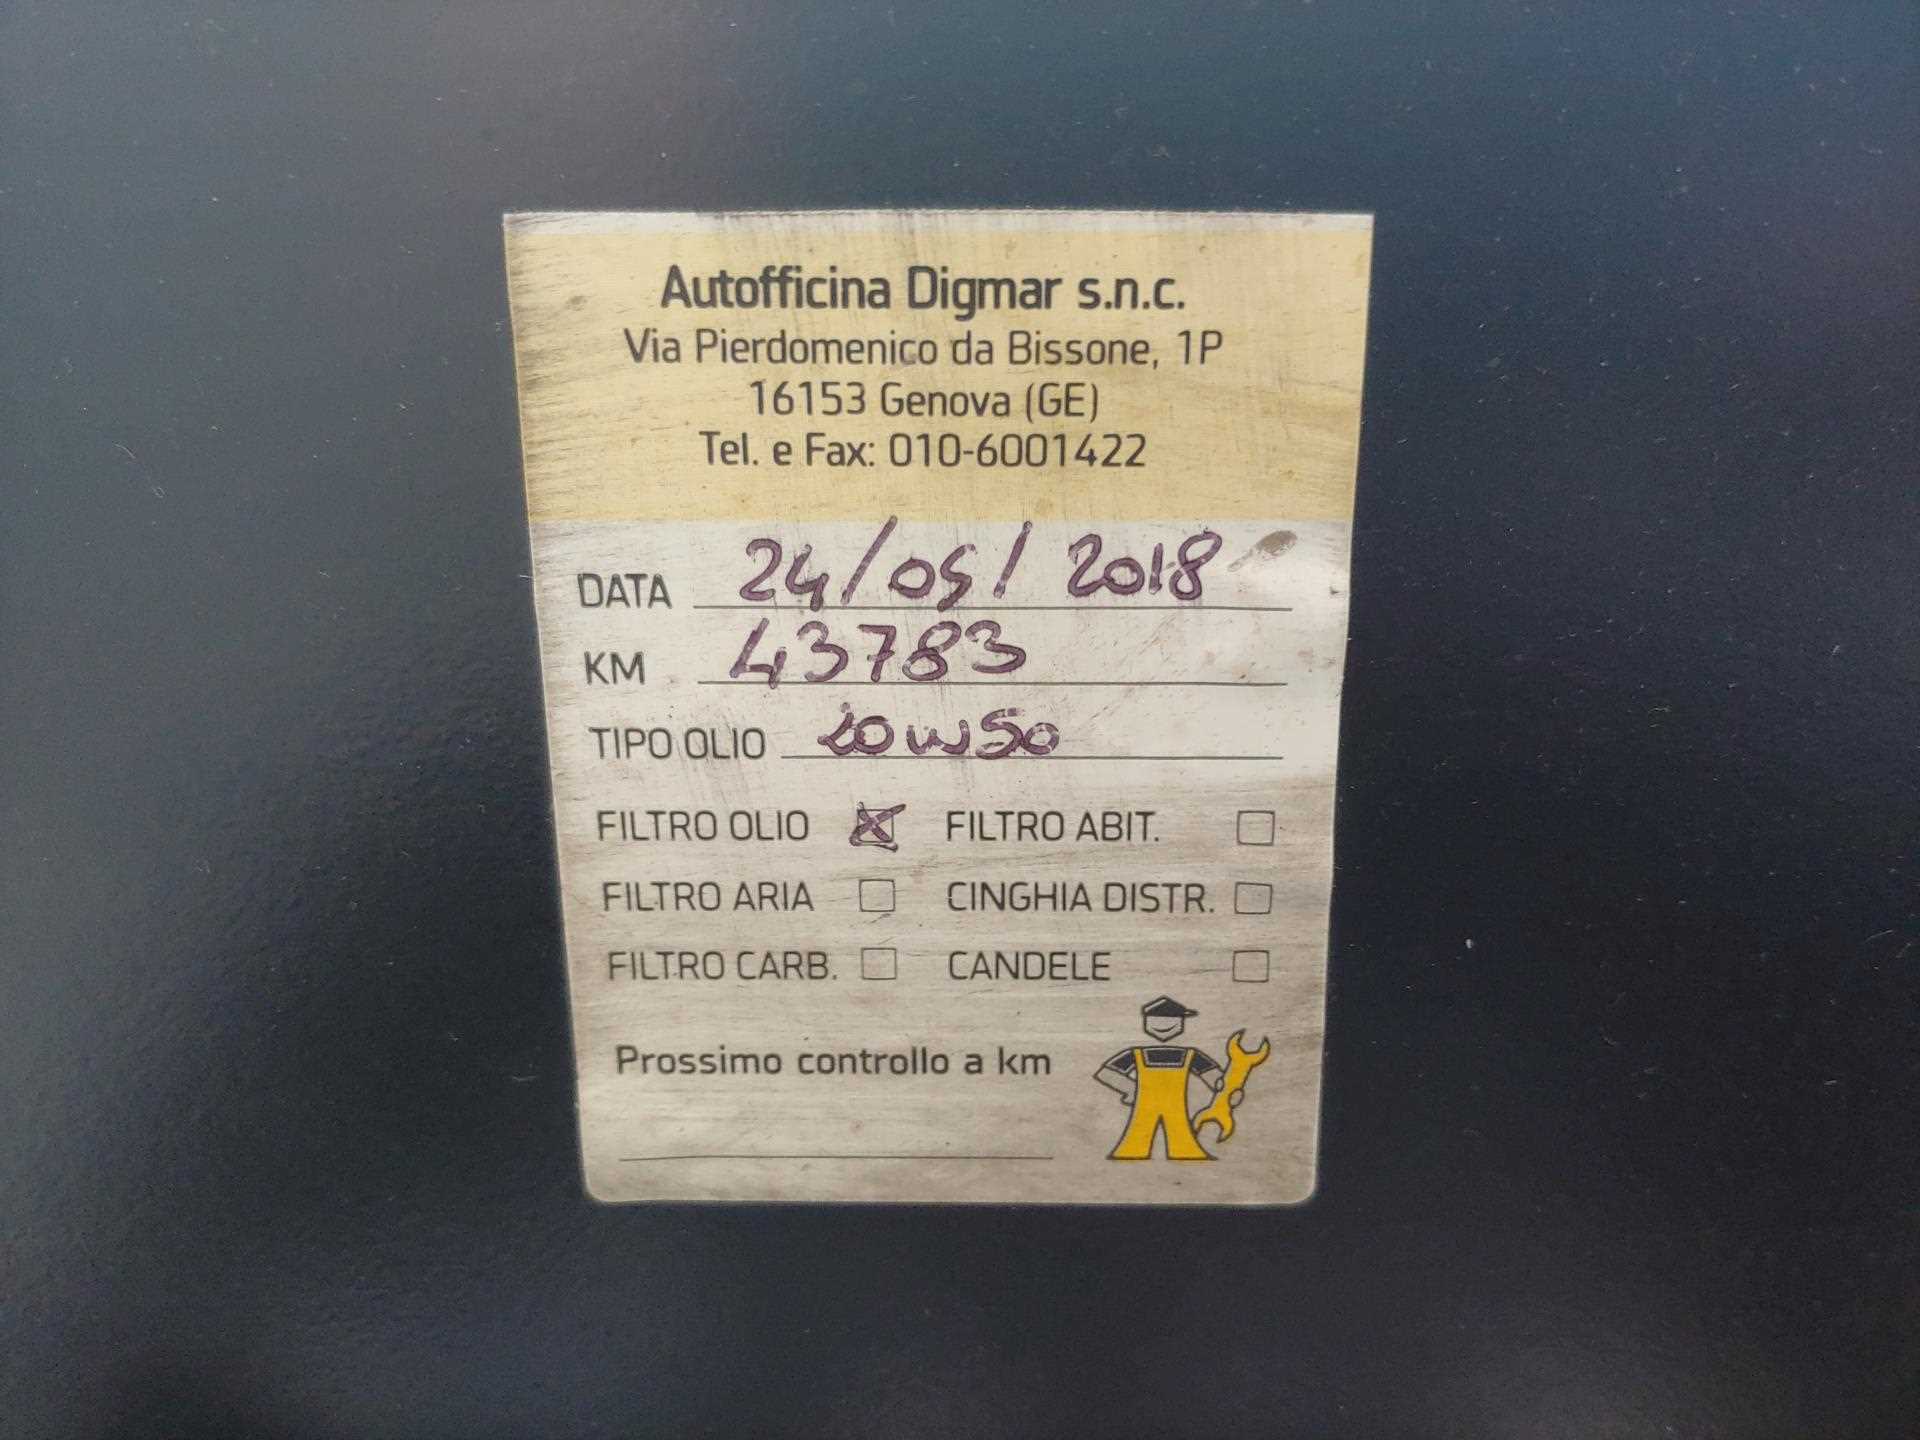 Autofficina Digmar s.n.c.
Via Pierdomenico da Bissone, 1P
16153 Genova (GE)
Tel. e Fax: 010-6001422
DATA 24/05/2018
KM 43783
TIPO OLIO 20w50
FILTRO OLIO FILTRO ABIT.
FILTRO ARIA CINGHIA DISTR.
FILTRO CARB. CANDELE
Prossimo controllo a km